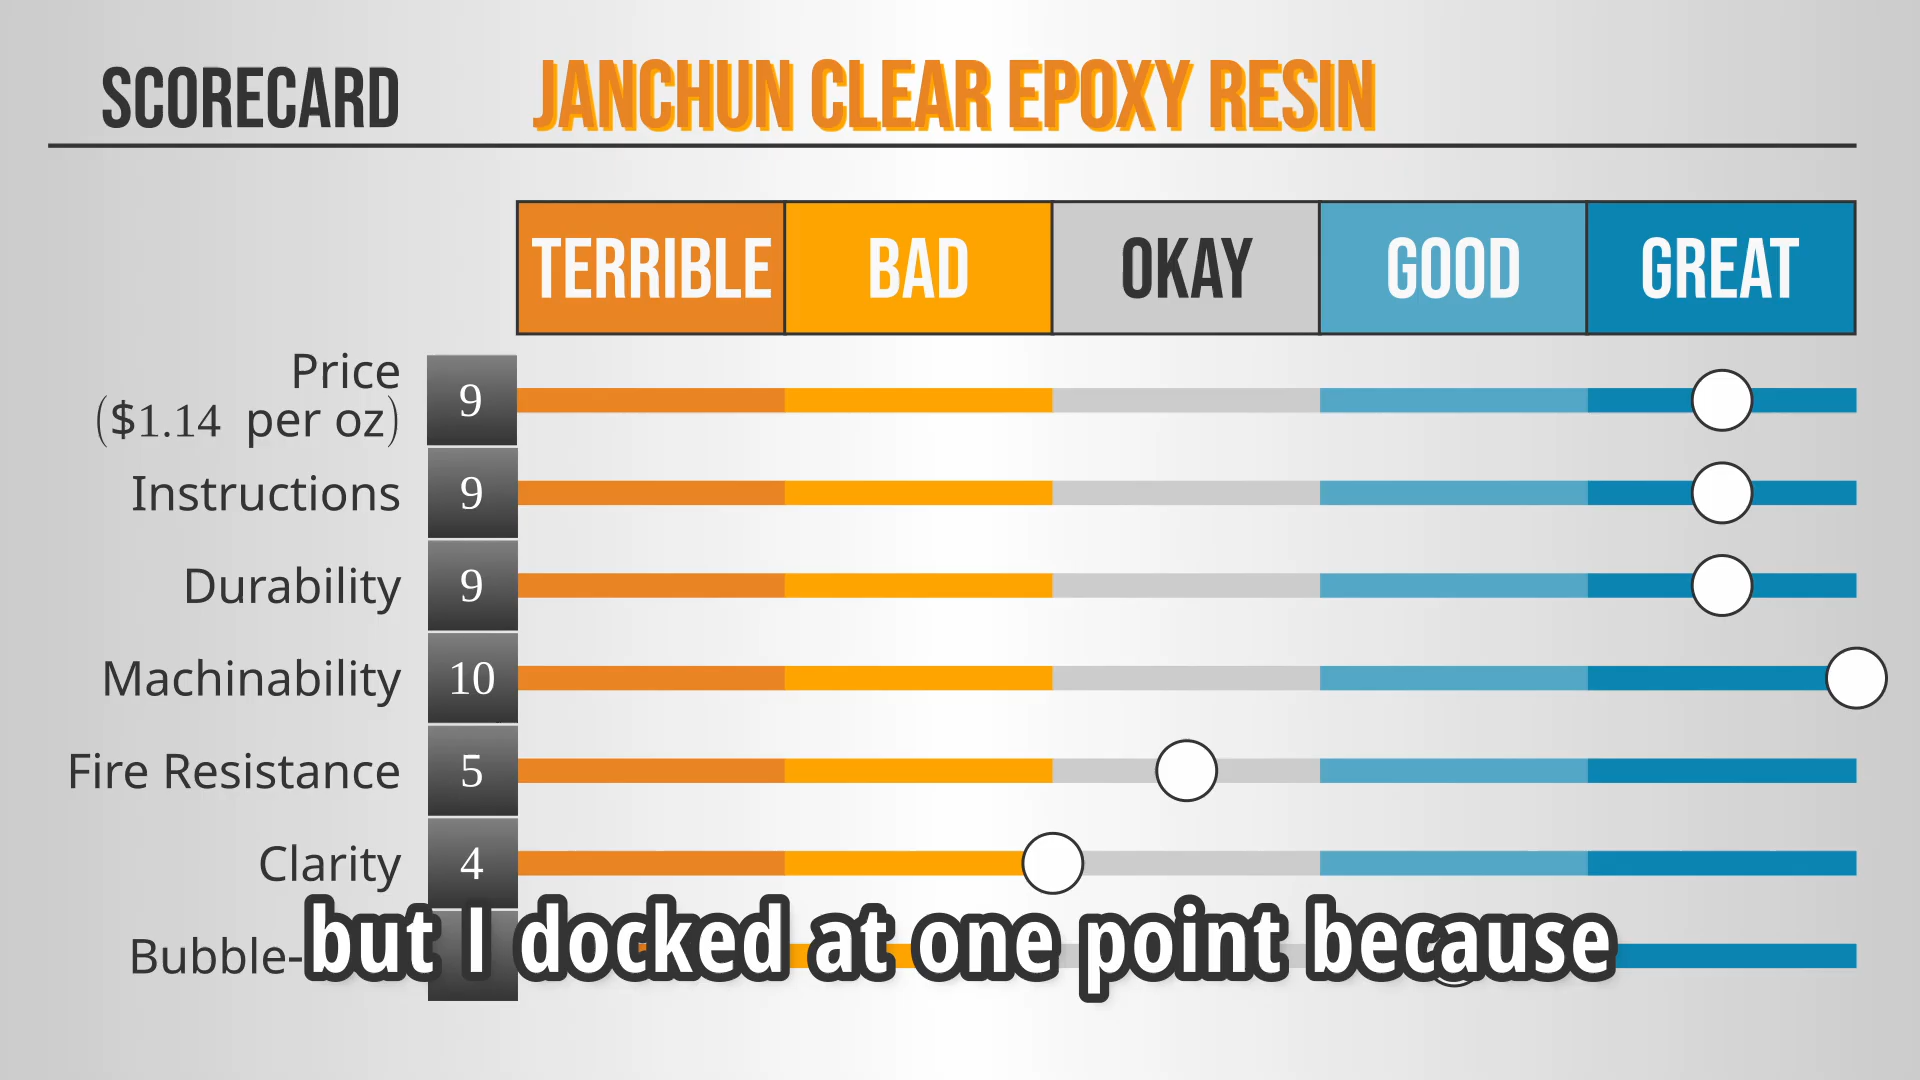 SCORECARD
JANCHUN CLEAR EPOXY RESIN
TERRIBLE BAD OKAY GOOD GREAT
Price
($1.14 per oz) 9
Instructions 9
Durability 9
Machinability 10
Fire Resistance 5
Clarity 4
Bubble-
but I docked at one point because